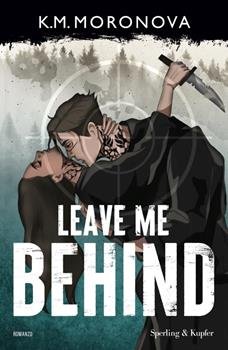 K.M.MORONOVA
LEAVE ME
BEHIND
ROMANZO
Sperling & Kupfer